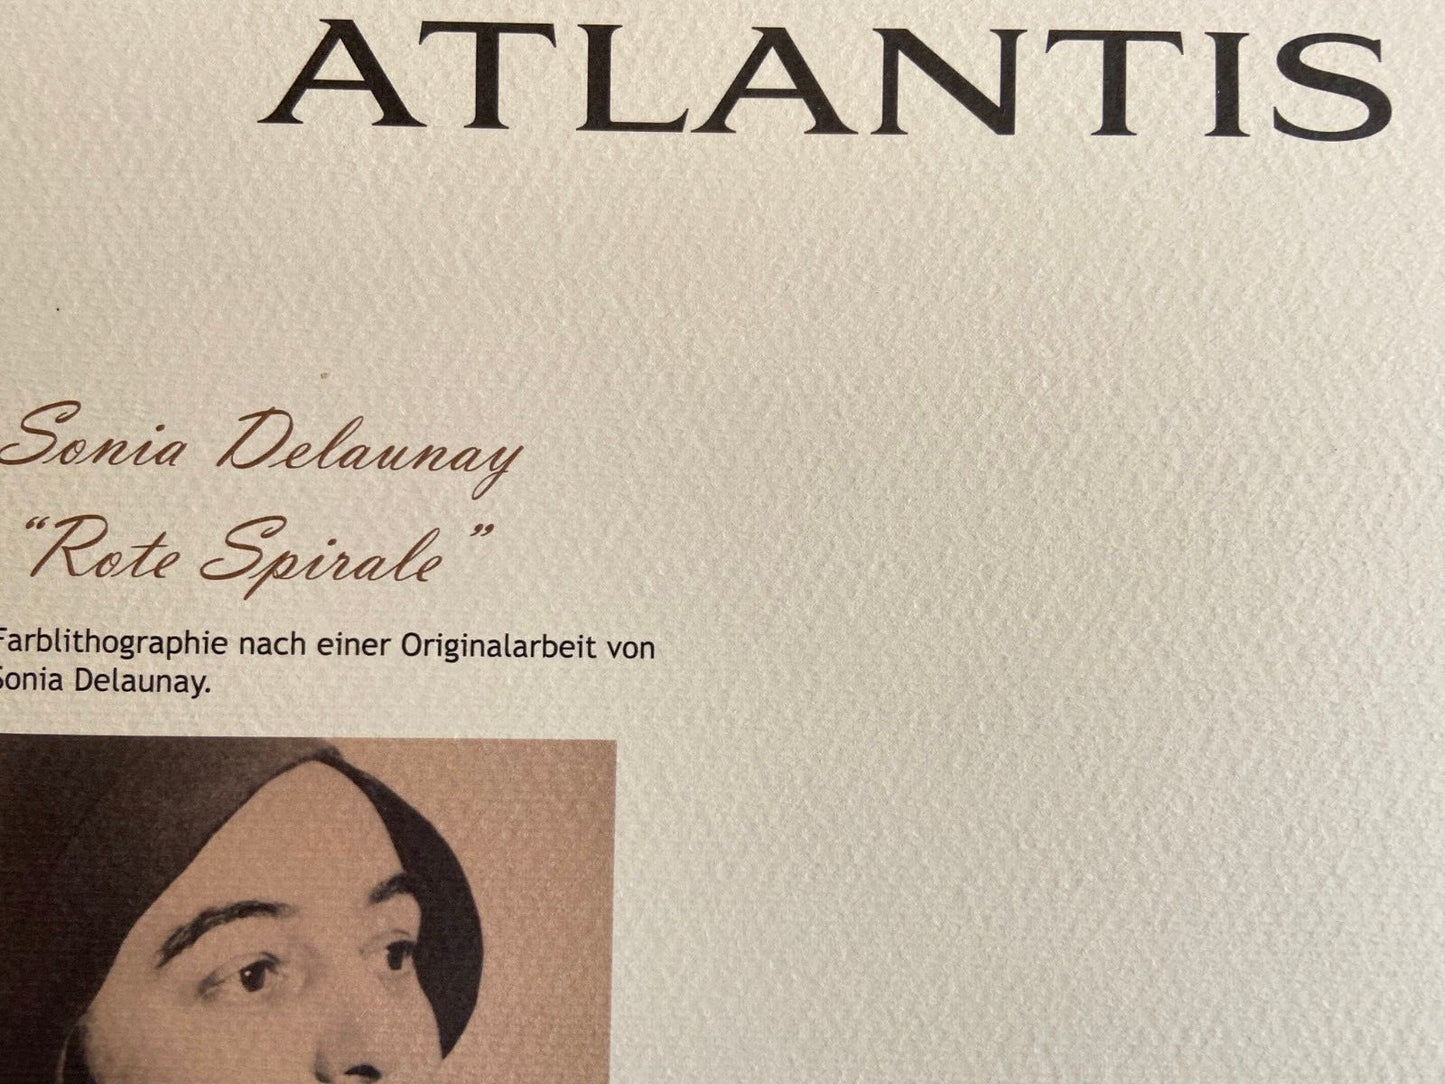 ATLANTIS
Sonia Delaunay
“Rote Spirale”
Farblithographie nach einer Originalarbeit von
Sonia Delaunay.